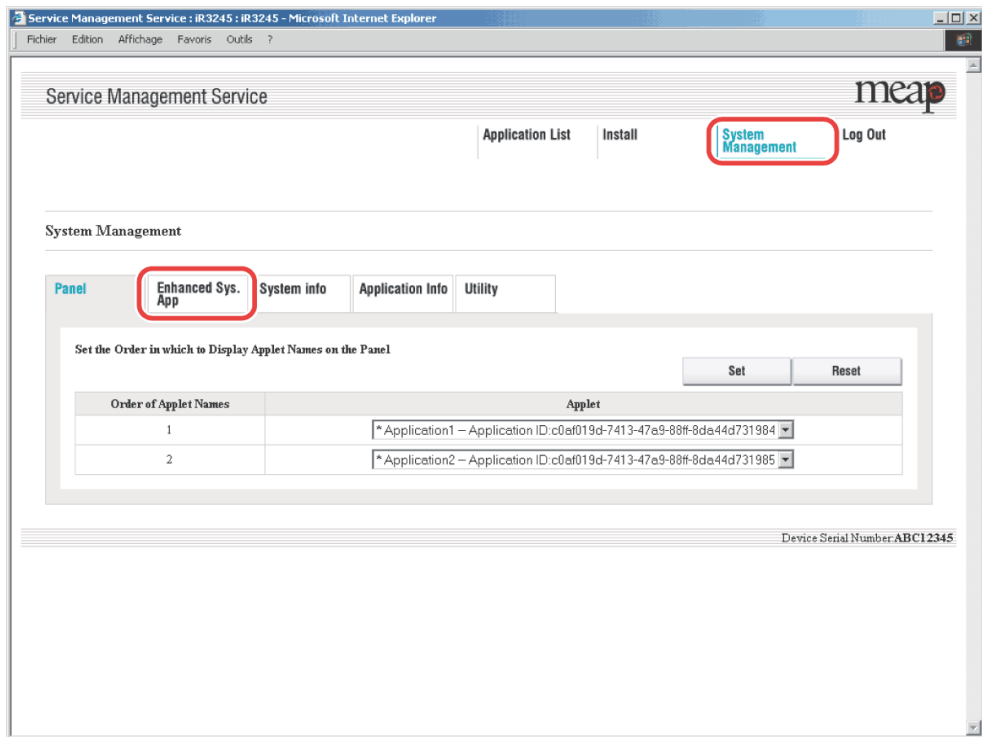 Service Management Service : iR3245 : iR3245 - Microsoft Internet Explorer
Fichier Edition Affichage Favoris Outils ?
Service Management Service
meap
Application List Install System Management Log Out
System Management
Panel Enhanced Sys. App System info Application Info Utility
Set the Order in which to Display Applet Names on the Panel
Set Reset
Order of Applet Names Applet
1 * Application1 – Application ID:c0af019d-7413-47a9-88ff-8da44d731984
2 * Application2 – Application ID:c0af019d-7413-47a9-88ff-8da44d731985
Device Serial Number:ABC12345